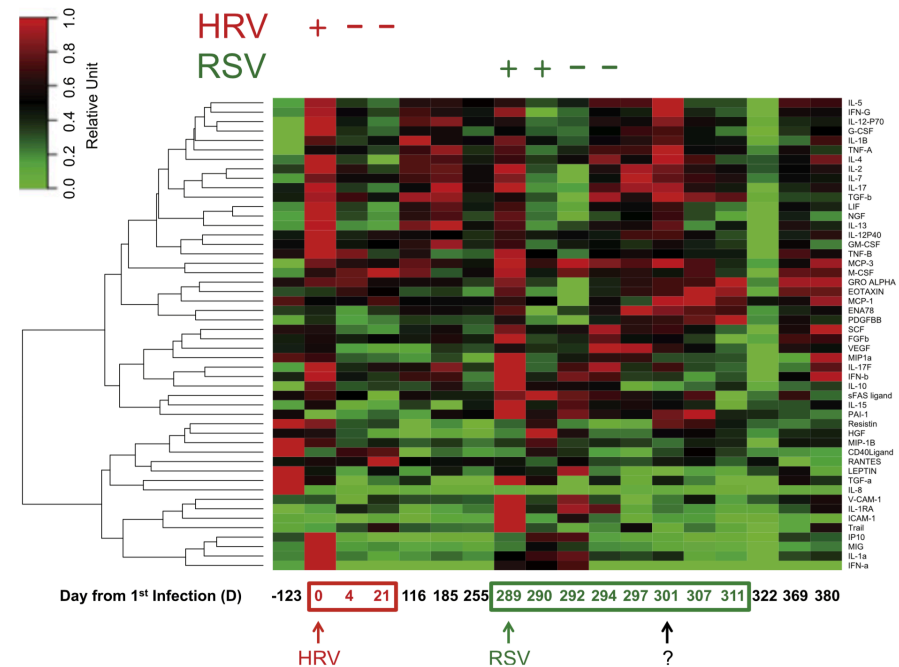 HRV + − −
RSV + + − −
1.0
0.8
0.6
0.4
0.2
0.0
Relative Unit
IL-5
IFN-G
IL-12-P70
G-CSF
IL-1B
TNF-A
IL-4
IL-2
IL-7
IL-17
TGF-b
LIF
NGF
IL-13
IL-12P40
GM-CSF
TNF-B
MCP-3
M-CSF
GRO ALPHA
EOTAXIN
MCP-1
ENA78
PDGFBB
SCF
FGFb
VEGF
MIP1a
IL-17F
IFN-b
IL-10
sFAS ligand
IL-15
PAI-1
Resistin
HGF
MIP-1B
CD40Ligand
RANTES
LEPTIN
TGF-a
IL-8
V-CAM-1
IL-1RA
ICAM-1
Trail
IP10
MIG
IL-1a
IFN-a
Day from 1st Infection (D) -123 0 4 21 116 185 255 289 290 292 294 297 301 307 311 322 369 380
HRV RSV ?